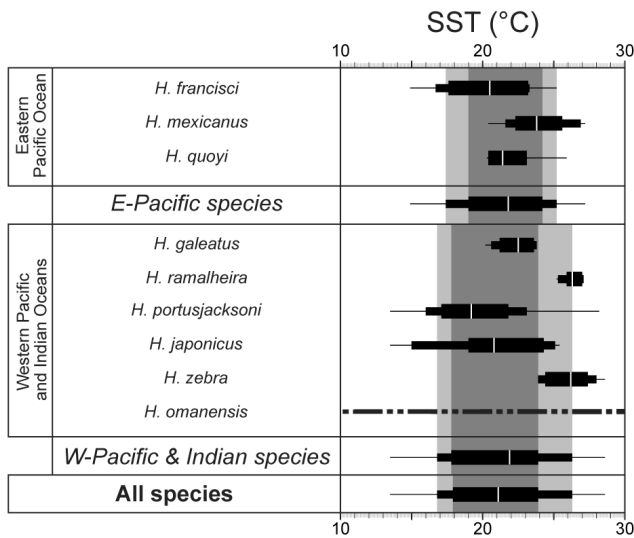 SST (°C)
10 20 30
Eastern
Pacific Ocean
H. francisci
H. mexicanus
H. quoyi
E-Pacific species
Western Pacific
and Indian Oceans
H. galeatus
H. ramalheira
H. portusjacksoni
H. japonicus
H. zebra
H. omanensis
W-Pacific & Indian species
All species
10 20 30